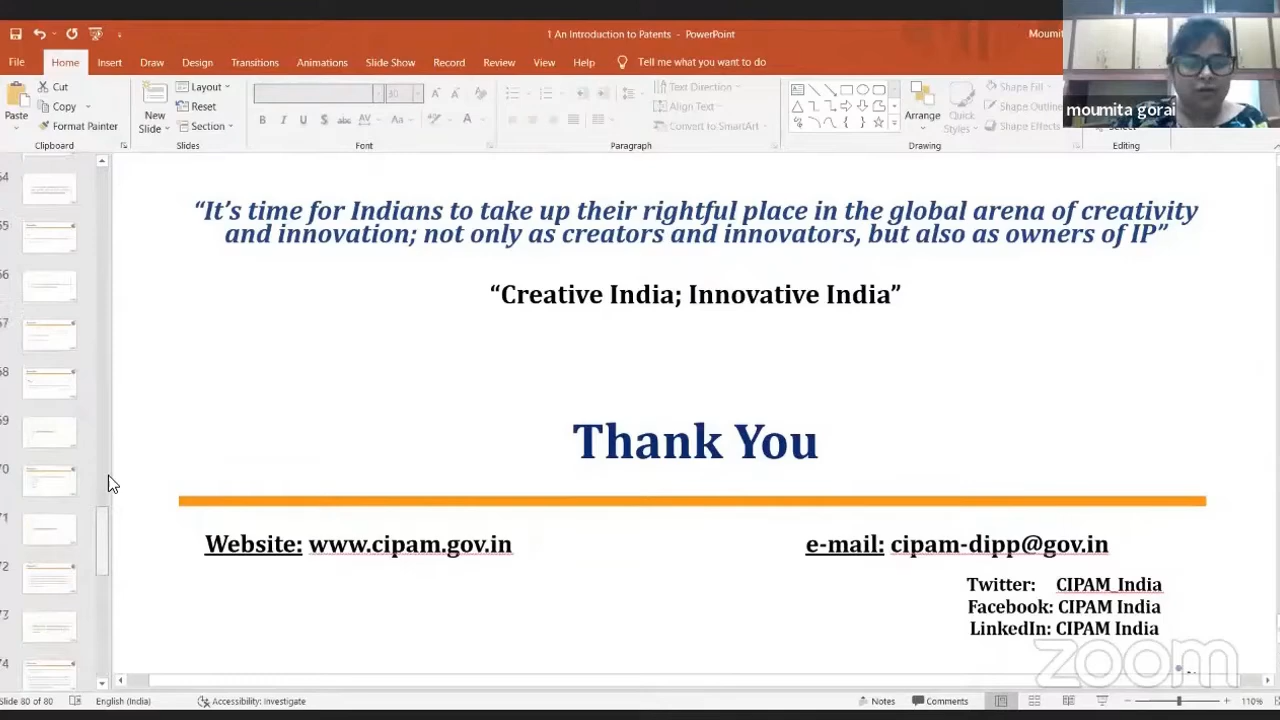 1 An Introduction to Patents - PowerPoint
File Home Insert Draw Design Transitions Animations Slide Show Record Review View Help Tell me what you want to do
moumita gorai
Paste
Cut
Copy
Format Painter
Clipboard
New
Slide
Layout
Reset
Section
Slides
Font
Text Direction
Align Text
Convert to SmartArt
Paragraph
Arrange
Quick
Styles
Shape Fill
Shape Outline
Shape Effects
Drawing
Select
Editing
“It’s time for Indians to take up their rightful place in the global arena of creativity
and innovation; not only as creators and innovators, but also as owners of IP”
“Creative India; Innovative India”
Thank You
Website: www.cipam.gov.in
e-mail: cipam-dipp@gov.in
Twitter: CIPAM_India
Facebook: CIPAM India
LinkedIn: CIPAM India
zoom
Slide 80 of 80 English (India) Accessibility: Investigate Notes Comments 110%